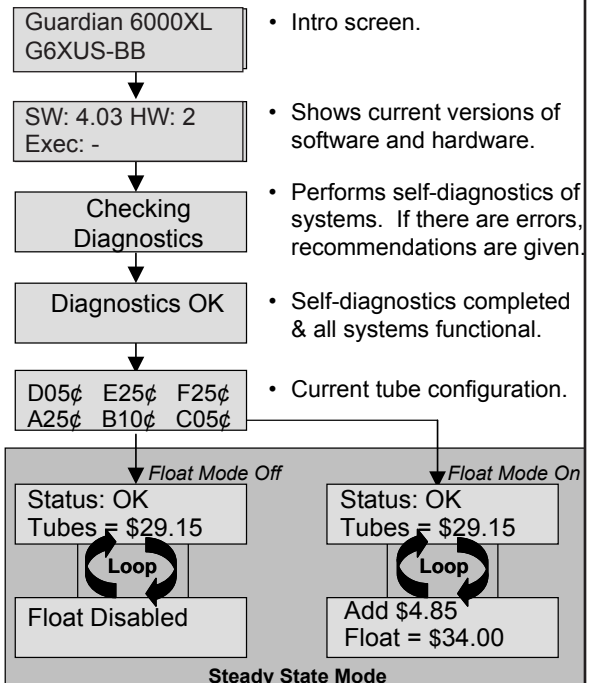 Guardian 6000XL
G6XUS-BB
• Intro screen.
SW: 4.03 HW: 2
Exec: -
• Shows current versions of
software and hardware.
Checking
Diagnostics
• Performs self-diagnostics of
systems. If there are errors,
recommendations are given.
Diagnostics OK
• Self-diagnostics completed
& all systems functional.
D05¢ E25¢ F25¢
A25¢ B10¢ C05¢
• Current tube configuration.
Float Mode Off
Status: OK
Tubes = $29.15
Loop
Float Disabled
Float Mode On
Status: OK
Tubes = $29.15
Loop
Add $4.85
Float = $34.00
Steady State Mode